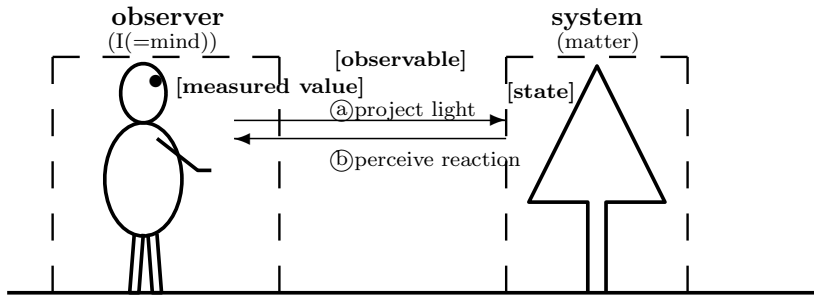 observer
(I(=mind))
system
(matter)
[observable]
[measured value]
[state]
ⓐproject light
ⓑperceive reaction